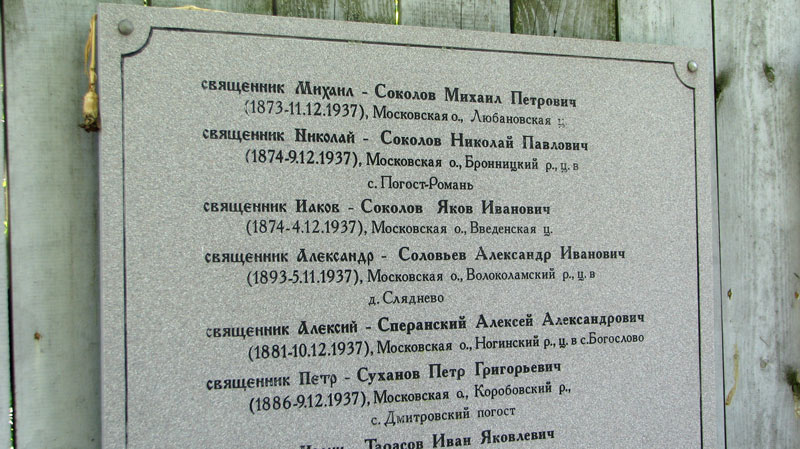 священник Михаил - Соколов Михаил Петрович
(1873-11.12.1937), Московская о., Любановская ц.
священник Николай - Соколов Николай Павлович
(1874-9.12.1937), Московская о., Бронницкий р., ц. в
с. Погост-Романь
священник Иаков - Соколов Яков Иванович
(1874-4.12.1937), Московская о., Введенская ц.
священник Александр - Соловьев Александр Иванович
(1893-5.11.1937), Московская о., Волоколамский р., ц. в
д. Сляднево
священник Алексий - Сперанский Алексей Александрович
(1881-10.12.1937), Московская о., Ногинский р., ц. в с.Богослово
священник Петр - Суханов Петр Григорьевич
(1886-9.12.1937), Московская о., Коробовский р.,
с. Дмитровский погост
- Тарасов Иван Яковлевич